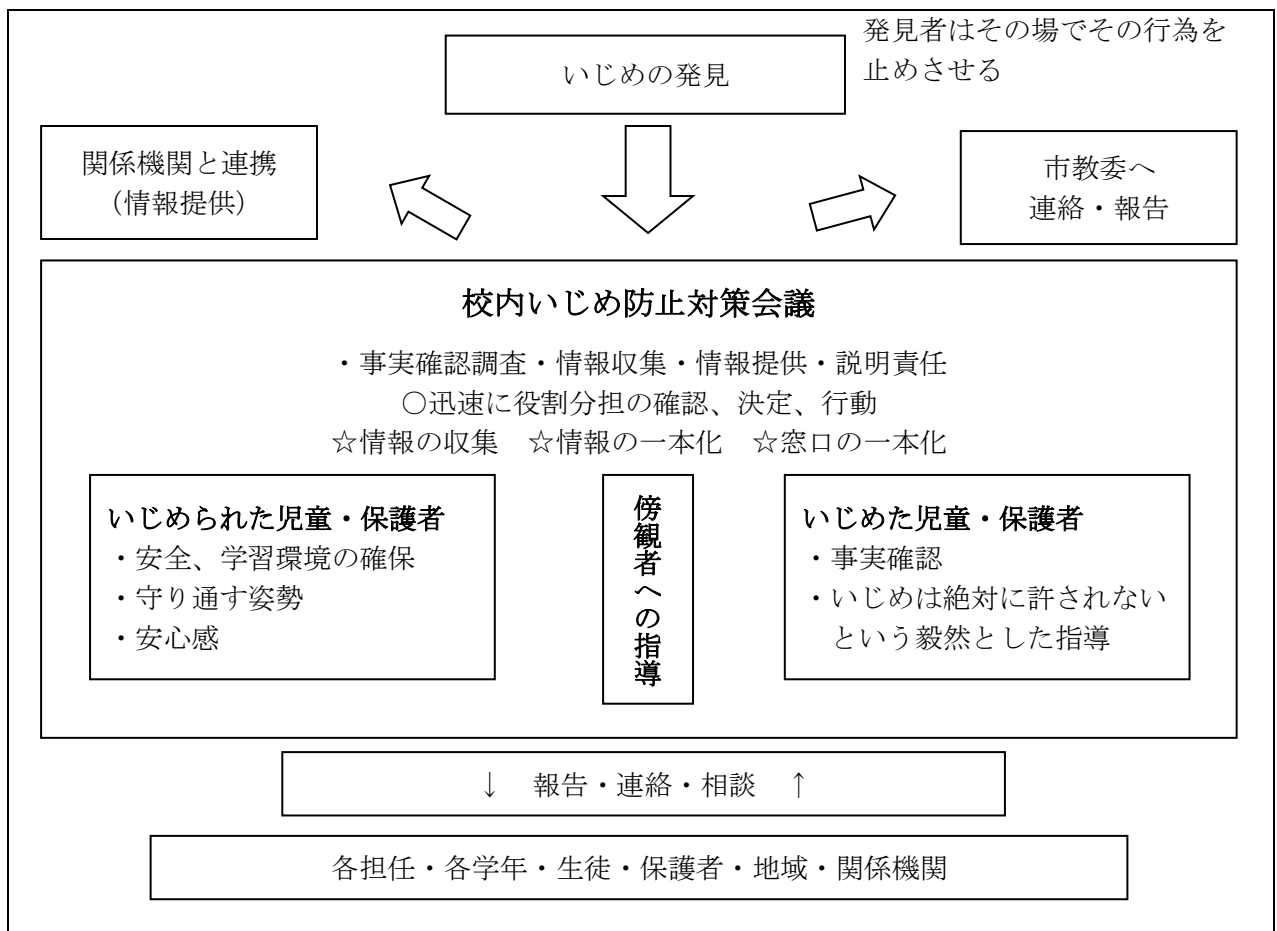 発見者はその場でその行為を
止めさせる
いじめの発見
関係機関と連携
（情報提供）
市教委へ
連絡・報告
校内いじめ防止対策会議
・事実確認調査・情報収集・情報提供・説明責任
○迅速に役割分担の確認、決定、行動
☆情報の収集　☆情報の一本化　☆窓口の一本化
いじめられた児童・保護者
・安全、学習環境の確保
・守り通す姿勢
・安心感
傍観者への指導
いじめた児童・保護者
・事実確認
・いじめは絶対に許されない
という毅然とした指導
↓　報告・連絡・相談　↑
各担任・各学年・生徒・保護者・地域・関係機関